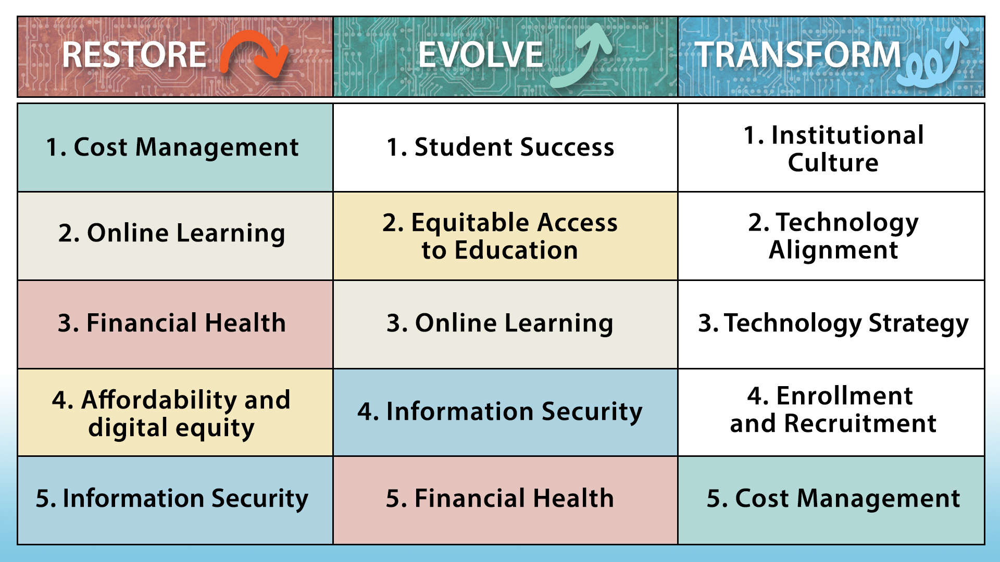 RESTORE
EVOLVE
TRANSFORM
1. Cost Management
1. Student Success
1. Institutional
Culture
2. Online Learning
2. Equitable Access
to Education
2. Technology
Alignment
3. Financial Health
3. Online Learning
3. Technology Strategy
4. Affordability and
digital equity
4. Information Security
4. Enrollment
and Recruitment
5. Information Security
5. Financial Health
5. Cost Management